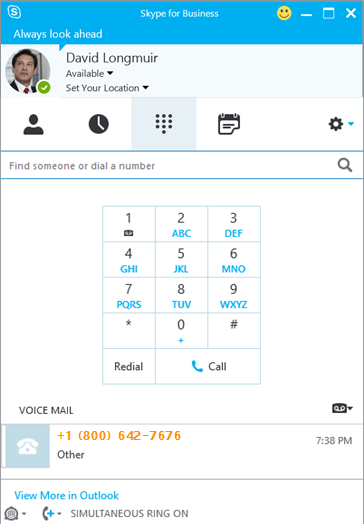 Skype for Business
Always look ahead
David Longmuir
Available
Set Your Location
Find someone or dial a number
1 2 3
ABC DEF
4 5 6
GHI JKL MNO
7 8 9
PQRS TUV WXYZ
* 0 #
+
Redial Call
VOICE MAIL
+1 (800) 642-7676 7:38 PM
Other
View More in Outlook
SIMULTANEOUS RING ON